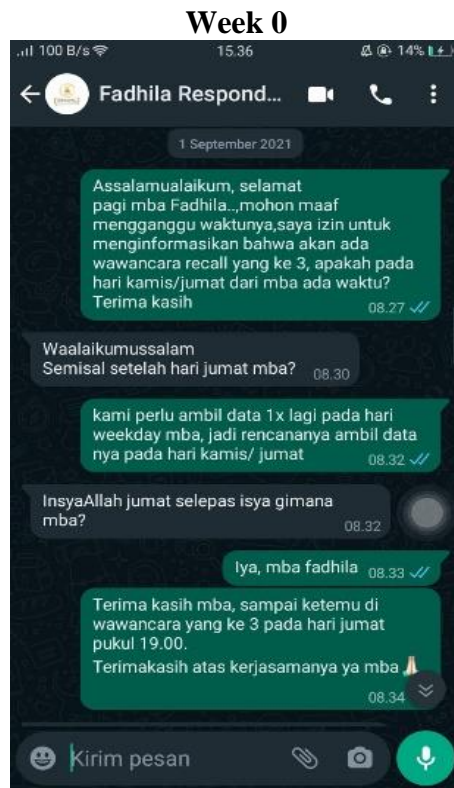 Week 0
100 B/s 15.36 14%
Fadhila Respond...
1 September 2021
Assalamualaikum, selamat
pagi mba Fadhila..,mohon maaf
mengganggu waktunya,saya izin untuk
menginformasikan bahwa akan ada
wawancara recall yang ke 3, apakah pada
hari kamis/jumat dari mba ada waktu?
Terima kasih
08.27
Waalaikumussalam
Semisal setelah hari jumat mba? 08.30
kami perlu ambil data 1x lagi pada hari
weekday mba, jadi rencananya ambil data
nya pada hari kamis/ jumat
08.32
InsyaAllah jumat selepas isya gimana
mba?
08.32
Iya, mba fadhila 08.33
Terima kasih mba, sampai ketemu di
wawancara yang ke 3 pada hari jumat
pukul 19.00.
Terimakasih atas kerjasamanya ya mba 🙏🏻
08.34
Kirim pesan